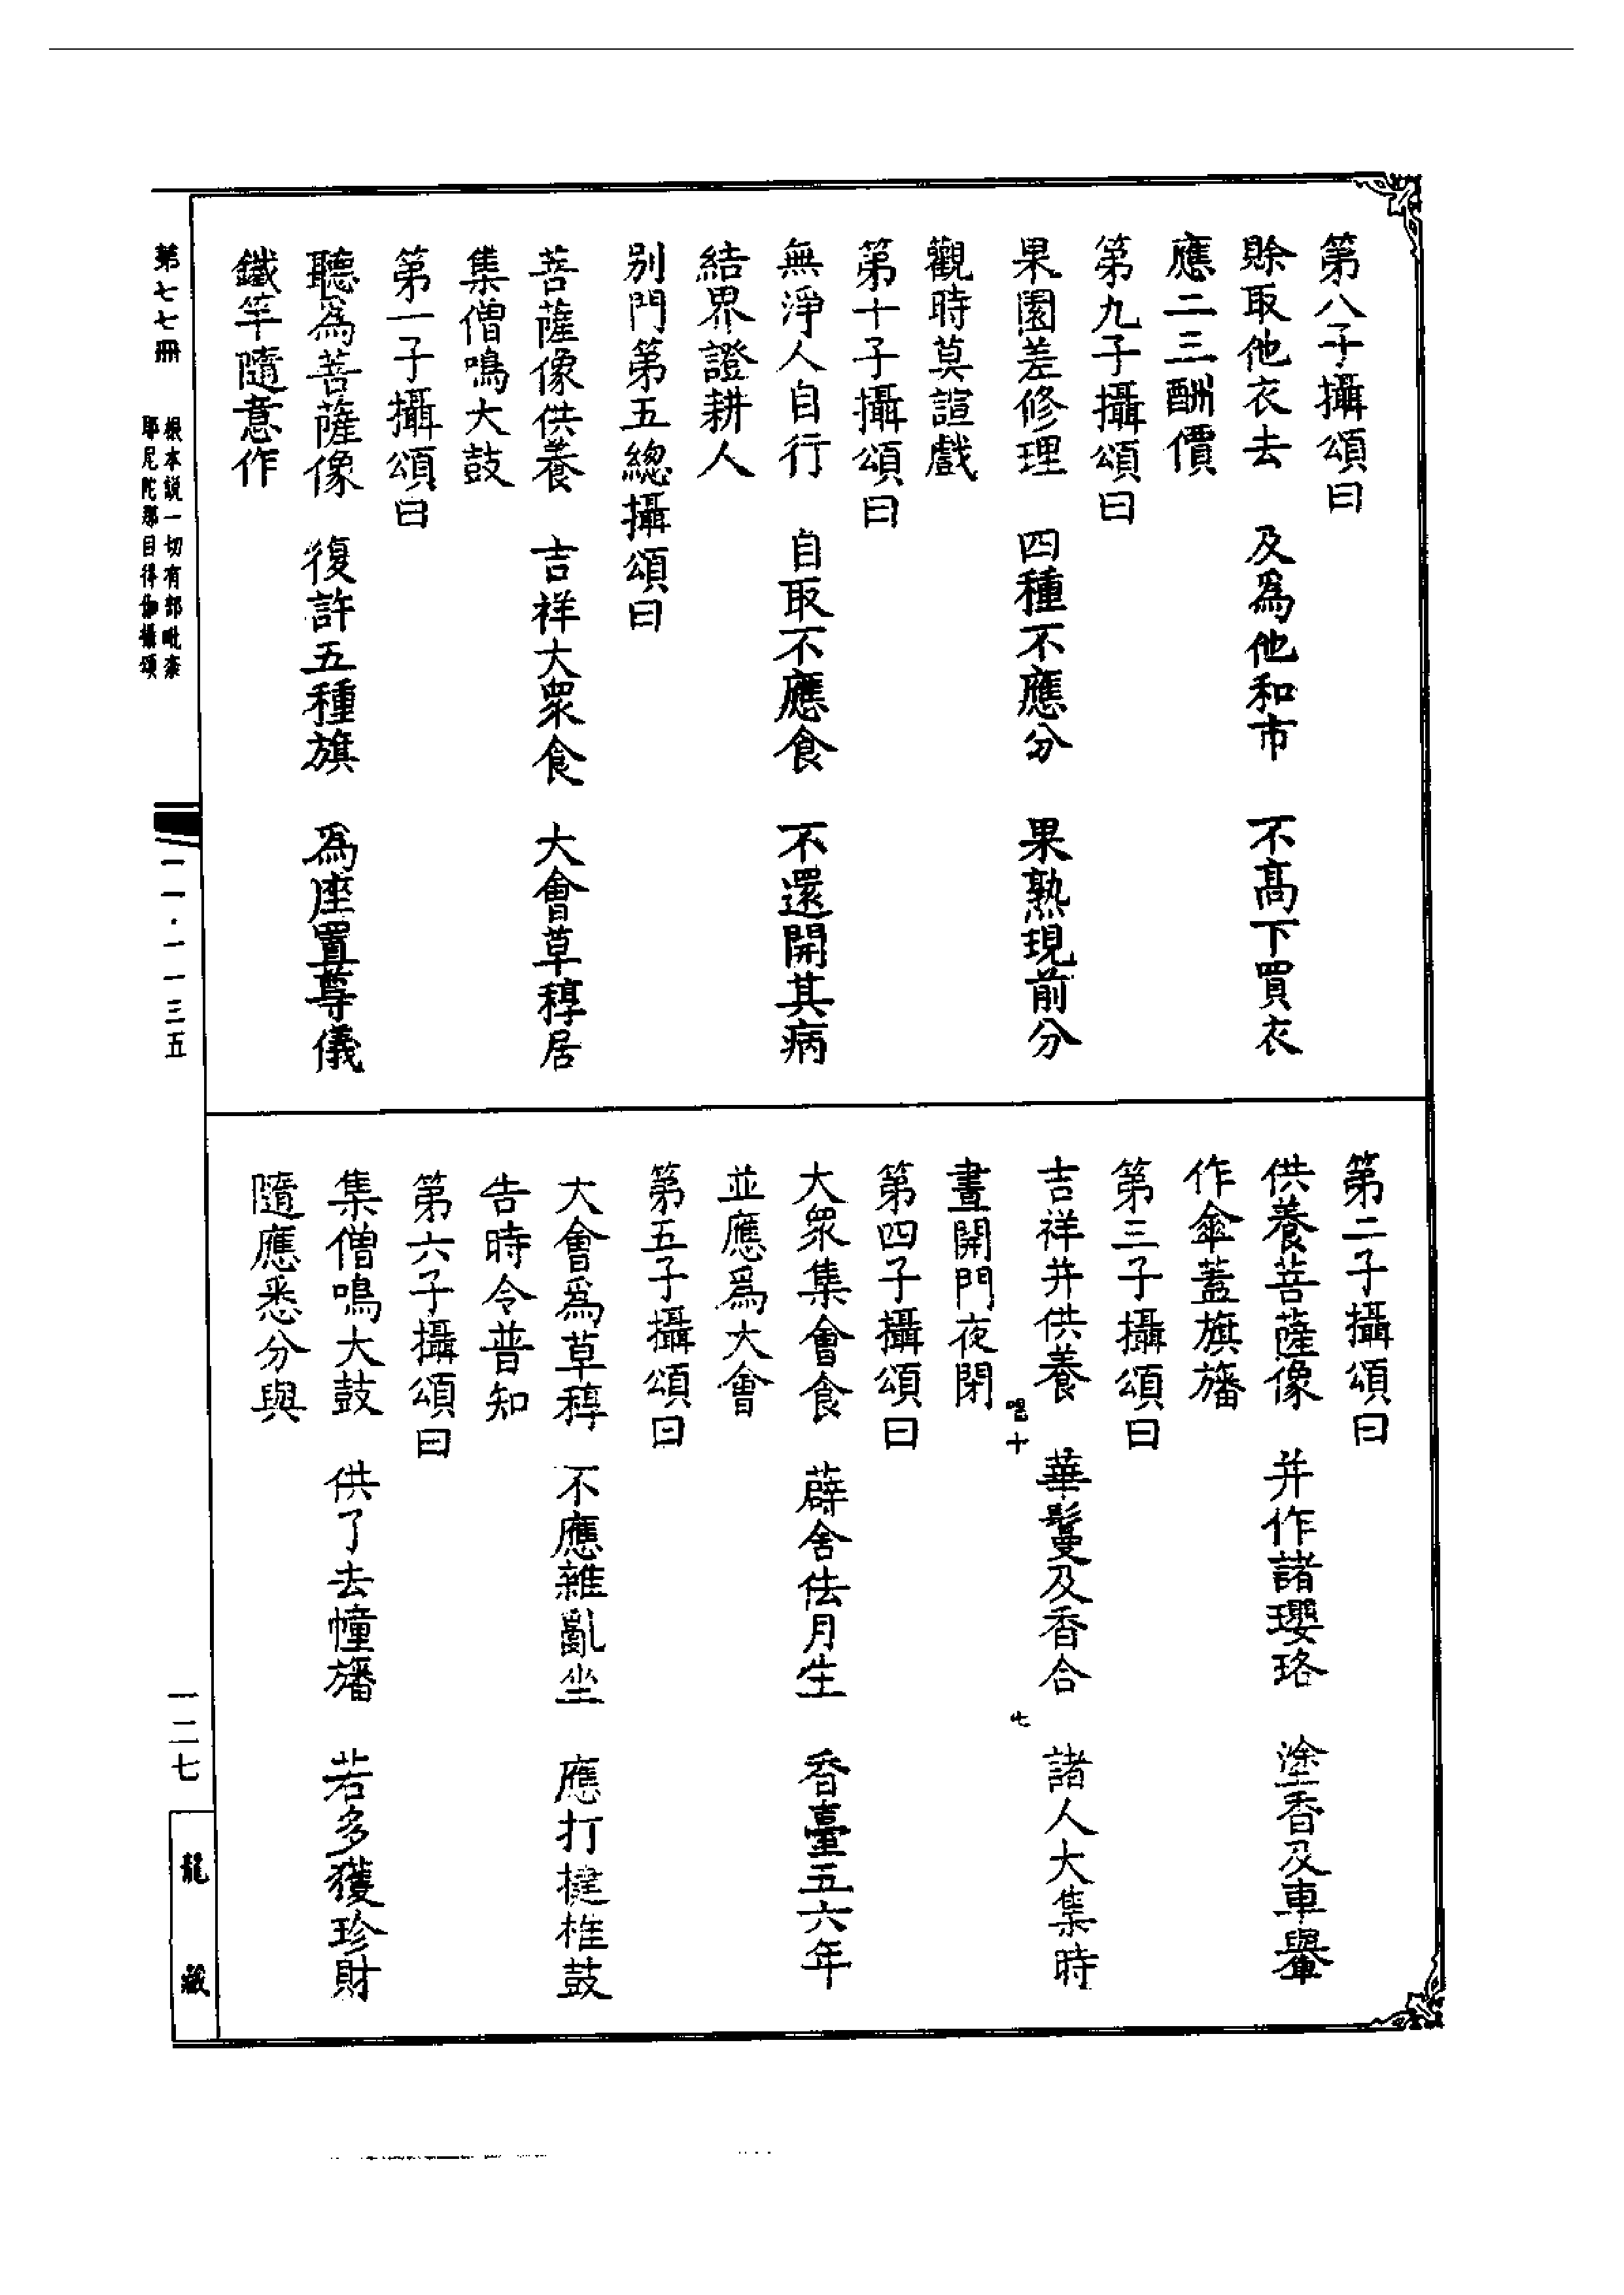 第八子攝頌曰
賖取他衣去　及爲他和市　不高下買衣
應二三酬價
第九子攝頌曰
果園差修理　四種不應分　果熟現前分
觀時莫諠戲
第十子攝頌曰
無淨人自行　自取不應食　不還開其病
結界證耕人
別門第五總攝頌曰
菩薩像供養　吉祥大眾食　大會草稕居
集僧鳴大鼓
第一子攝頌曰
聽爲菩薩像　復許五種旗　爲座置尊儀
鐵竿隨意作
第二子攝頌曰
供養菩薩像　并作諸瓔珞　塗香及車轝
作傘蓋旗旛
第三子攝頌曰
吉祥并供養　華鬘及香合　諸人大集時
晝開門夜閉
第四子攝頌曰
大眾集會食　薜舍佉月生　香臺五六年
並應爲大會
第五子攝頌曰
大會爲草稕　不應雜亂坐　應打揵椎鼓
告時令普知
第六子攝頌曰
集僧鳴大鼓　供了去幢旛　若多獲珍財
隨應悉分與
第七七冊
根本說一切有部毗柰
耶尼陀那目得伽攝頌
一一·一一三五
一二七
龍藏